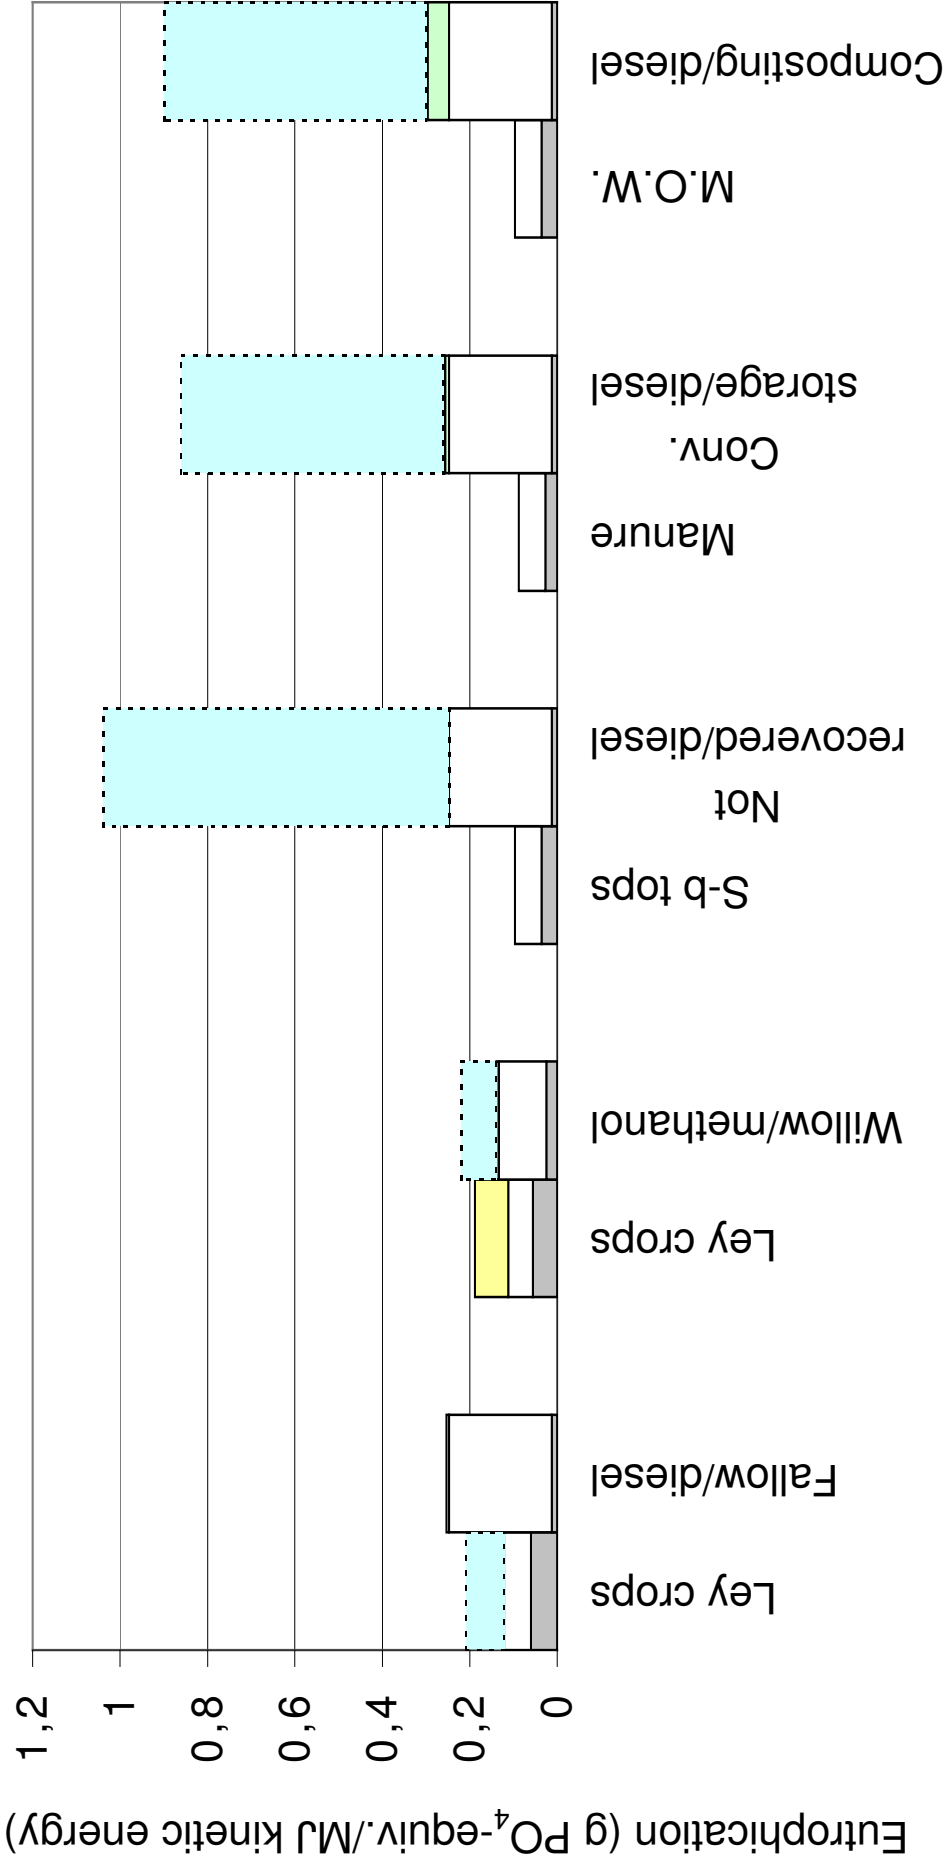 Eutrophication (g PO₄-equiv./MJ kinetic energy)
1,2
1
0,8
0,6
0,4
0,2
0
Ley crops
Fallow/diesel
Ley crops
Willow/methanol
S-b tops
Not
recovered/diesel
Manure
Conv.
storage/diesel
M.O.W.
Composting/diesel